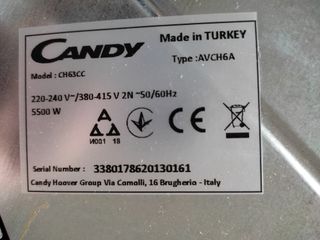 CANDY
Made in TURKEY
Type :AVCH6A
Model : CH63CC
220-240 V~/380-415 V 2N ~50/60Hz
5500 W
И001 18
CE
Serial Number : 3380178620130161
Candy Hoover Group Via Comolli, 16 Brugherio - Italy